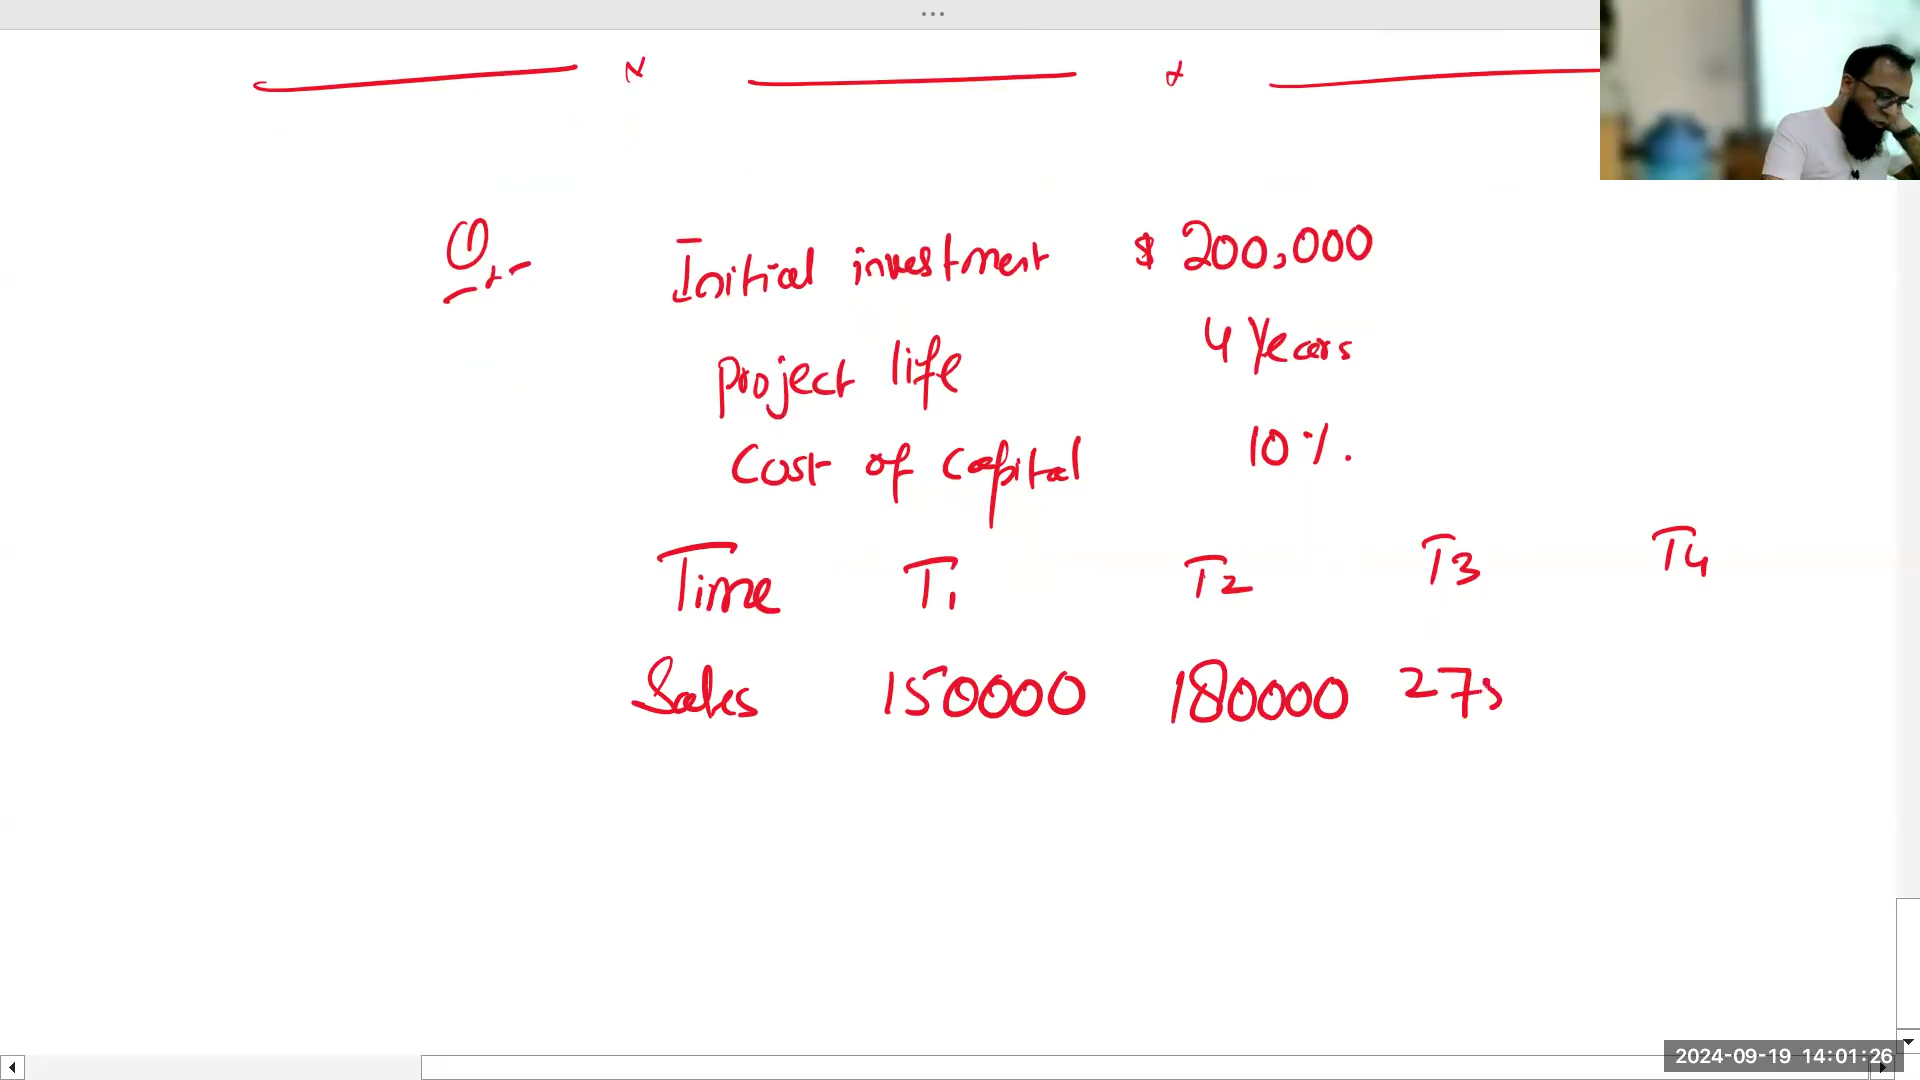 Q
Initial investment $ 200,000
Project life 4 Years
Cost of capital 10%.
Time T1 T2 T3 T4
Sales 150000 180000 275
2024-09-19 14:01:26